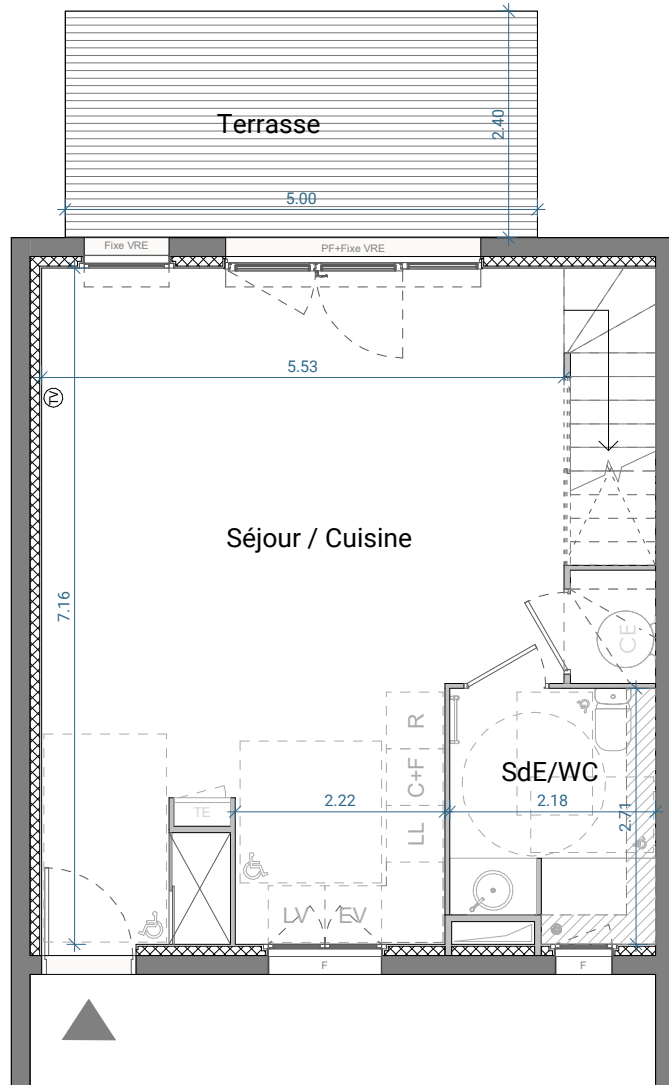 Terrasse
2.40
5.00
Fixe VRE
PF+Fixe VRE
5.53
TV
Séjour / Cuisine
7.16
CE
R
C+F
SdE/WC
TE
2.22
2.18
2.71
LL
LV
EV
F
F